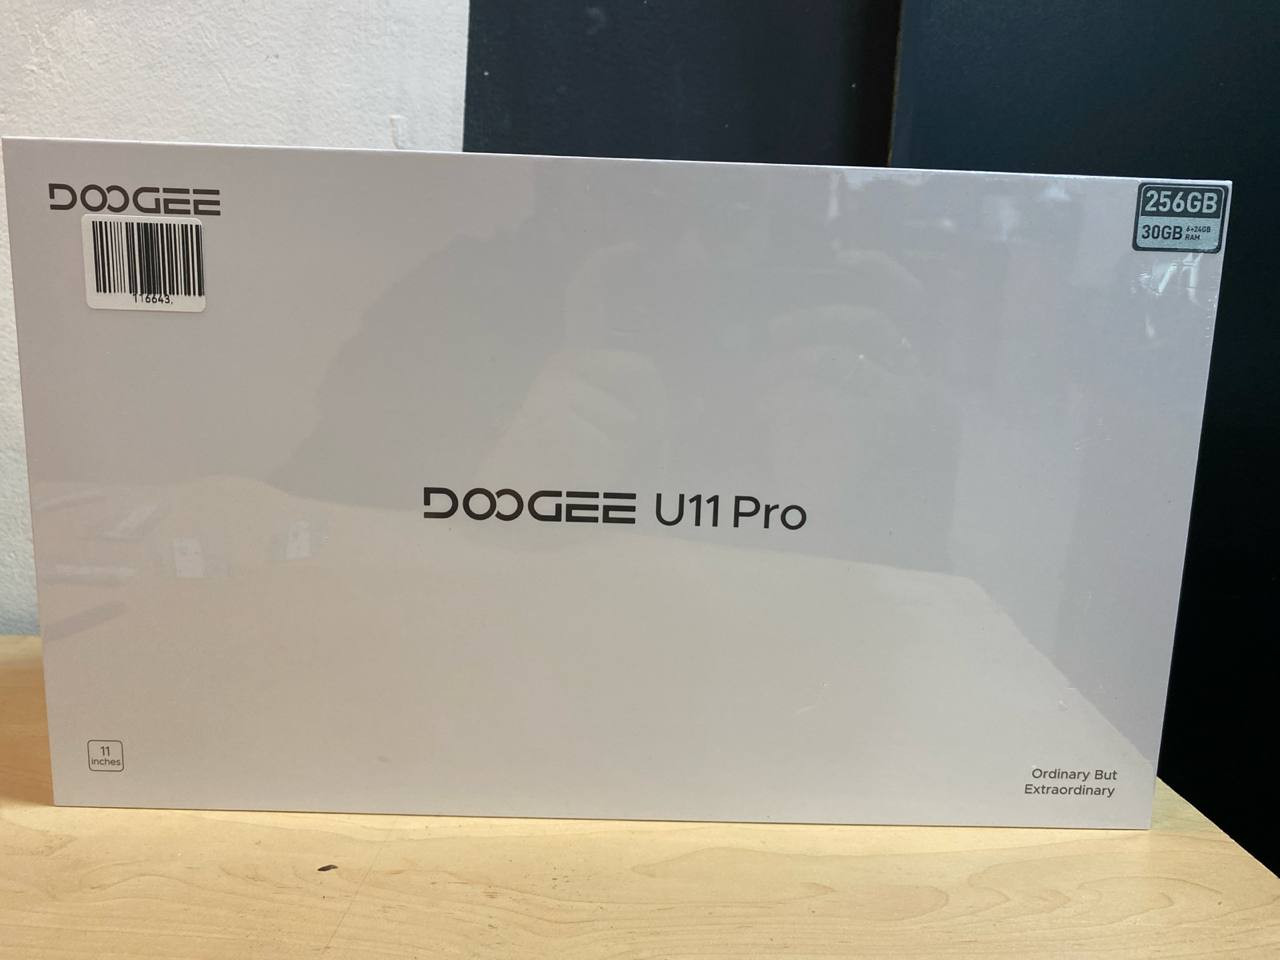 DOOGEE
116643.
256GB
30GB 6+24GB RAM
DOOGEE U11 Pro
11
inches
Ordinary But
Extraordinary